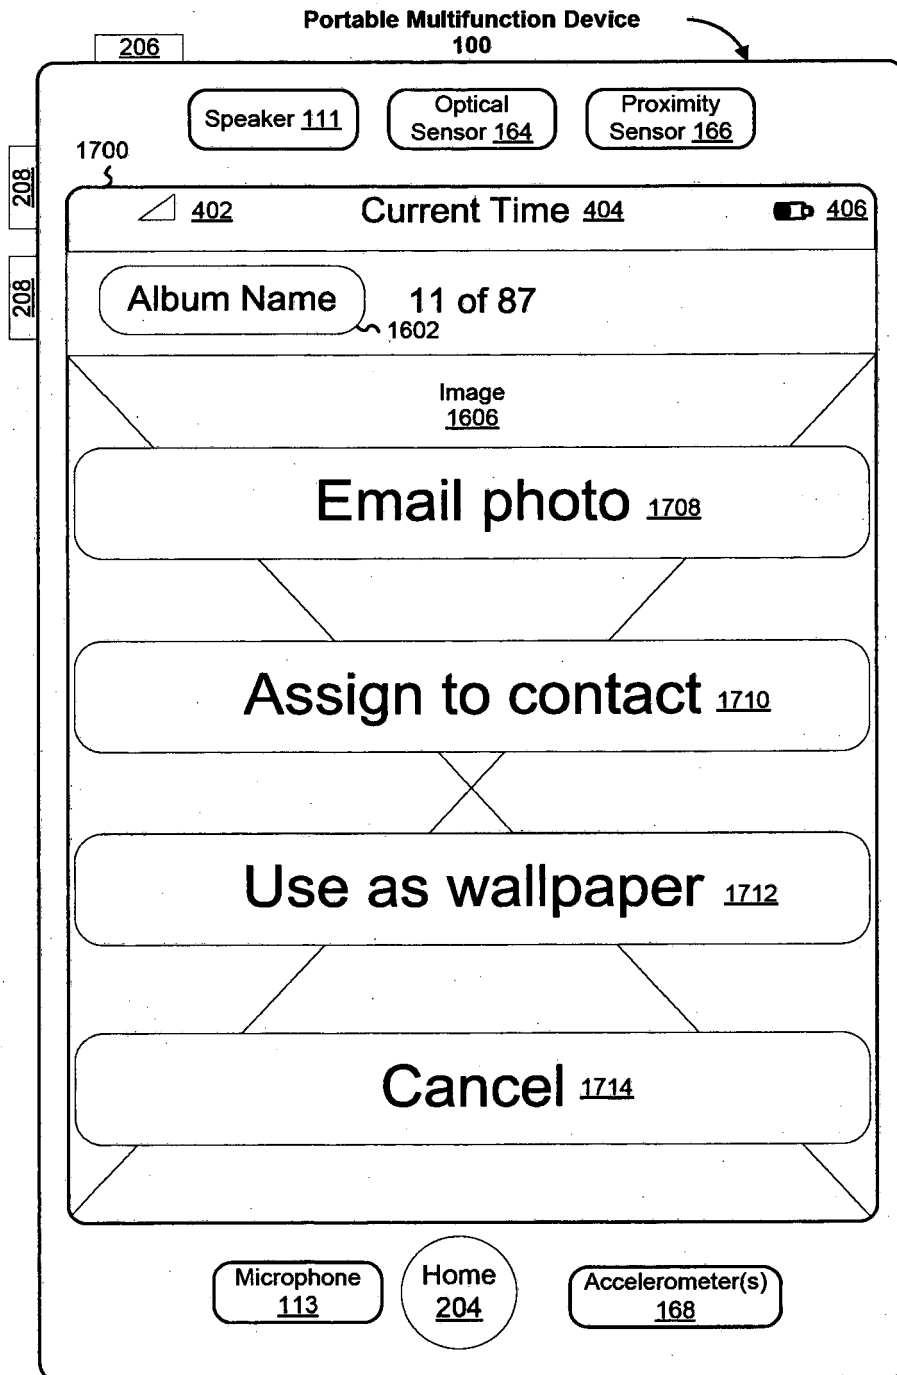 Portable Multifunction Device
100
206
Speaker 111
Optical
Sensor 164
Proximity
Sensor 166
1700
208
208
402
Current Time 404
406
Album Name
11 of 87
1602
Image
1606
Email photo 1708
Assign to contact 1710
Use as wallpaper 1712
Cancel 1714
Microphone
113
Home
204
Accelerometer(s)
168